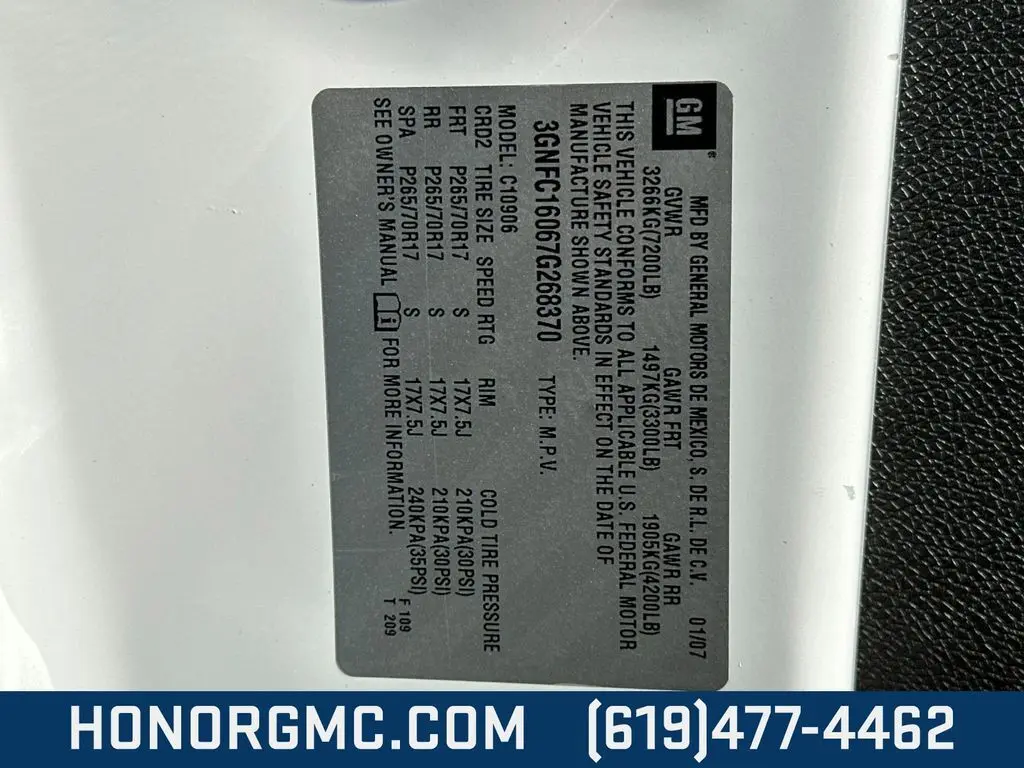 GM
MFD BY GENERAL MOTORS DE MEXICO, S. DE R.L. DE C.V. 01/07
GVWR GAWR FRT GAWR RR
3266KG(7200LB) 1497KG(3300LB) 1905KG(4200LB)
THIS VEHICLE CONFORMS TO ALL APPLICABLE U.S. FEDERAL MOTOR
VEHICLE SAFETY STANDARDS IN EFFECT ON THE DATE OF
MANUFACTURE SHOWN ABOVE.
3GNFC16067G268370 TYPE: M.P.V.
MODEL: C10906
CRD2 TIRE SIZE SPEED RTG RIM COLD TIRE PRESSURE
FRT P265/70R17 S 17X7.5J 210KPA(30PSI)
RR P265/70R17 S 17X7.5J 210KPA(30PSI)
SPA P265/70R17 S 17X7.5J 240KPA(35PSI)
SEE OWNER'S MANUAL FOR MORE INFORMATION.
F 109
T 209
HONORGMC.COM (619)477-4462